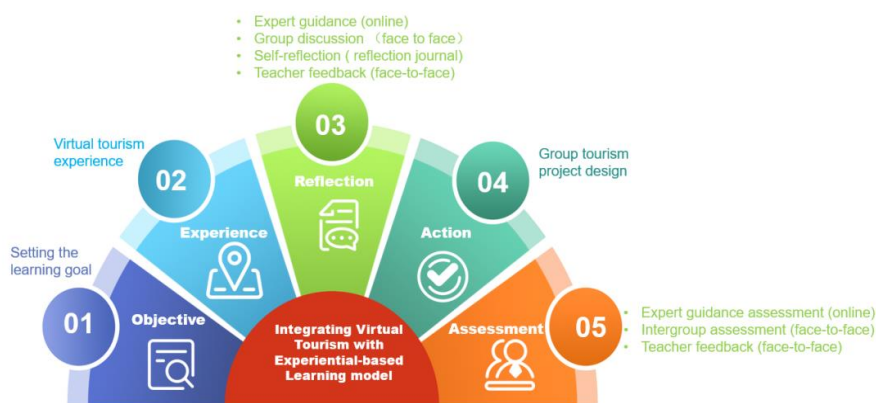 • Expert guidance (online)
• Group discussion （face to face）
• Self-reflection ( reflection journal)
• Teacher feedback (face-to-face)
03
Reflection
Virtual tourism
experience
02
Experience
Group tourism
project design
04
Action
Setting the
learning goal
01
Objective
Integrating Virtual
Tourism with
Experiential-based
Learning model
Assessment
05
• Expert guidance assessment (online)
• Intergroup assessment (face-to-face)
• Teacher feedback (face-to-face)